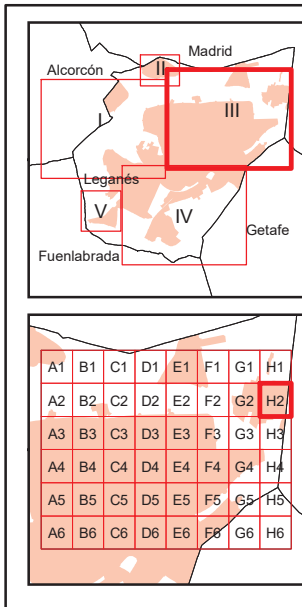 Madrid
Alcorcón
II
I
III
Leganés
V
IV
Getafe
Fuenlabrada
A1 B1 C1 D1 E1 F1 G1 H1
A2 B2 C2 D2 E2 F2 G2 H2
A3 B3 C3 D3 E3 F3 G3 H3
A4 B4 C4 D4 E4 F4 G4 H4
A5 B5 C5 D5 E5 F5 G5 H5
A6 B6 C6 D6 E6 F6 G6 H6